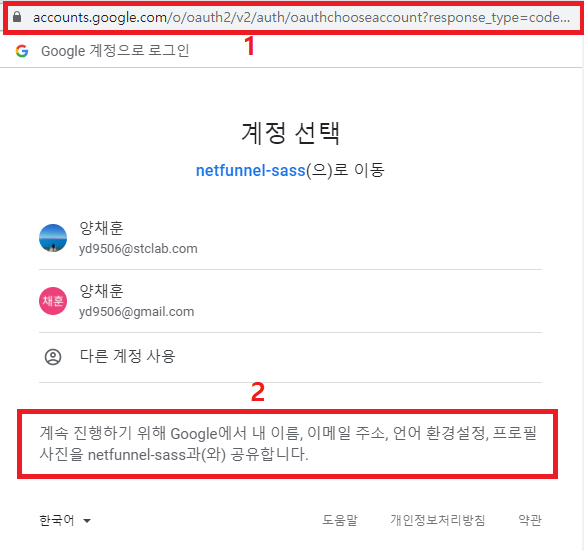 accounts.google.com/o/oauth2/v2/auth/oauthchooseaccount?response_type=code...
1
Google 계정으로 로그인
계정 선택
netfunnel-sass(으)로 이동
양채훈
yd9506@stclab.com
채훈
양채훈
yd9506@gmail.com
다른 계정 사용
2
계속 진행하기 위해 Google에서 내 이름, 이메일 주소, 언어 환경설정, 프로필
사진을 netfunnel-sass과(와) 공유합니다.
한국어
도움말 개인정보처리방침 약관